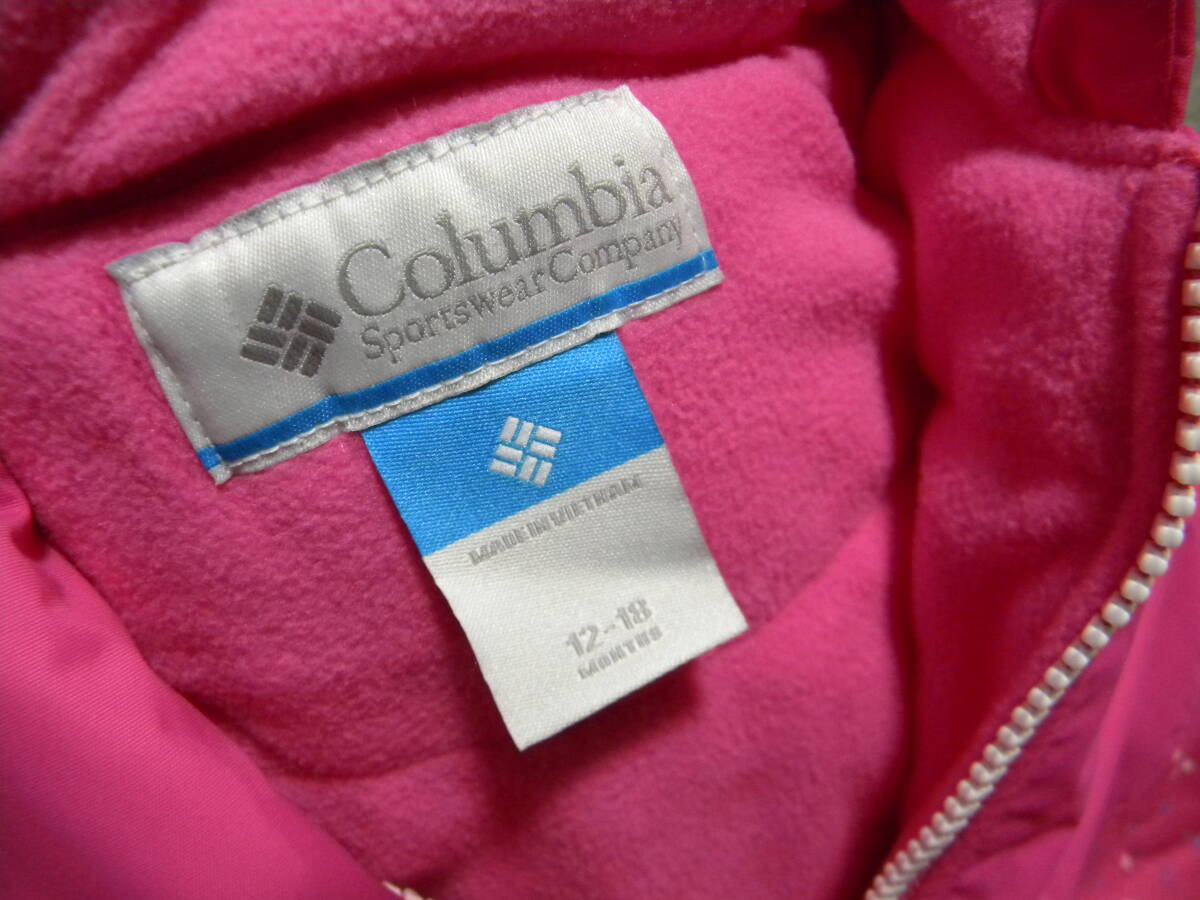 Columbia
Sportswear Company
MADE IN VIETNAM
12-18
MONTHS